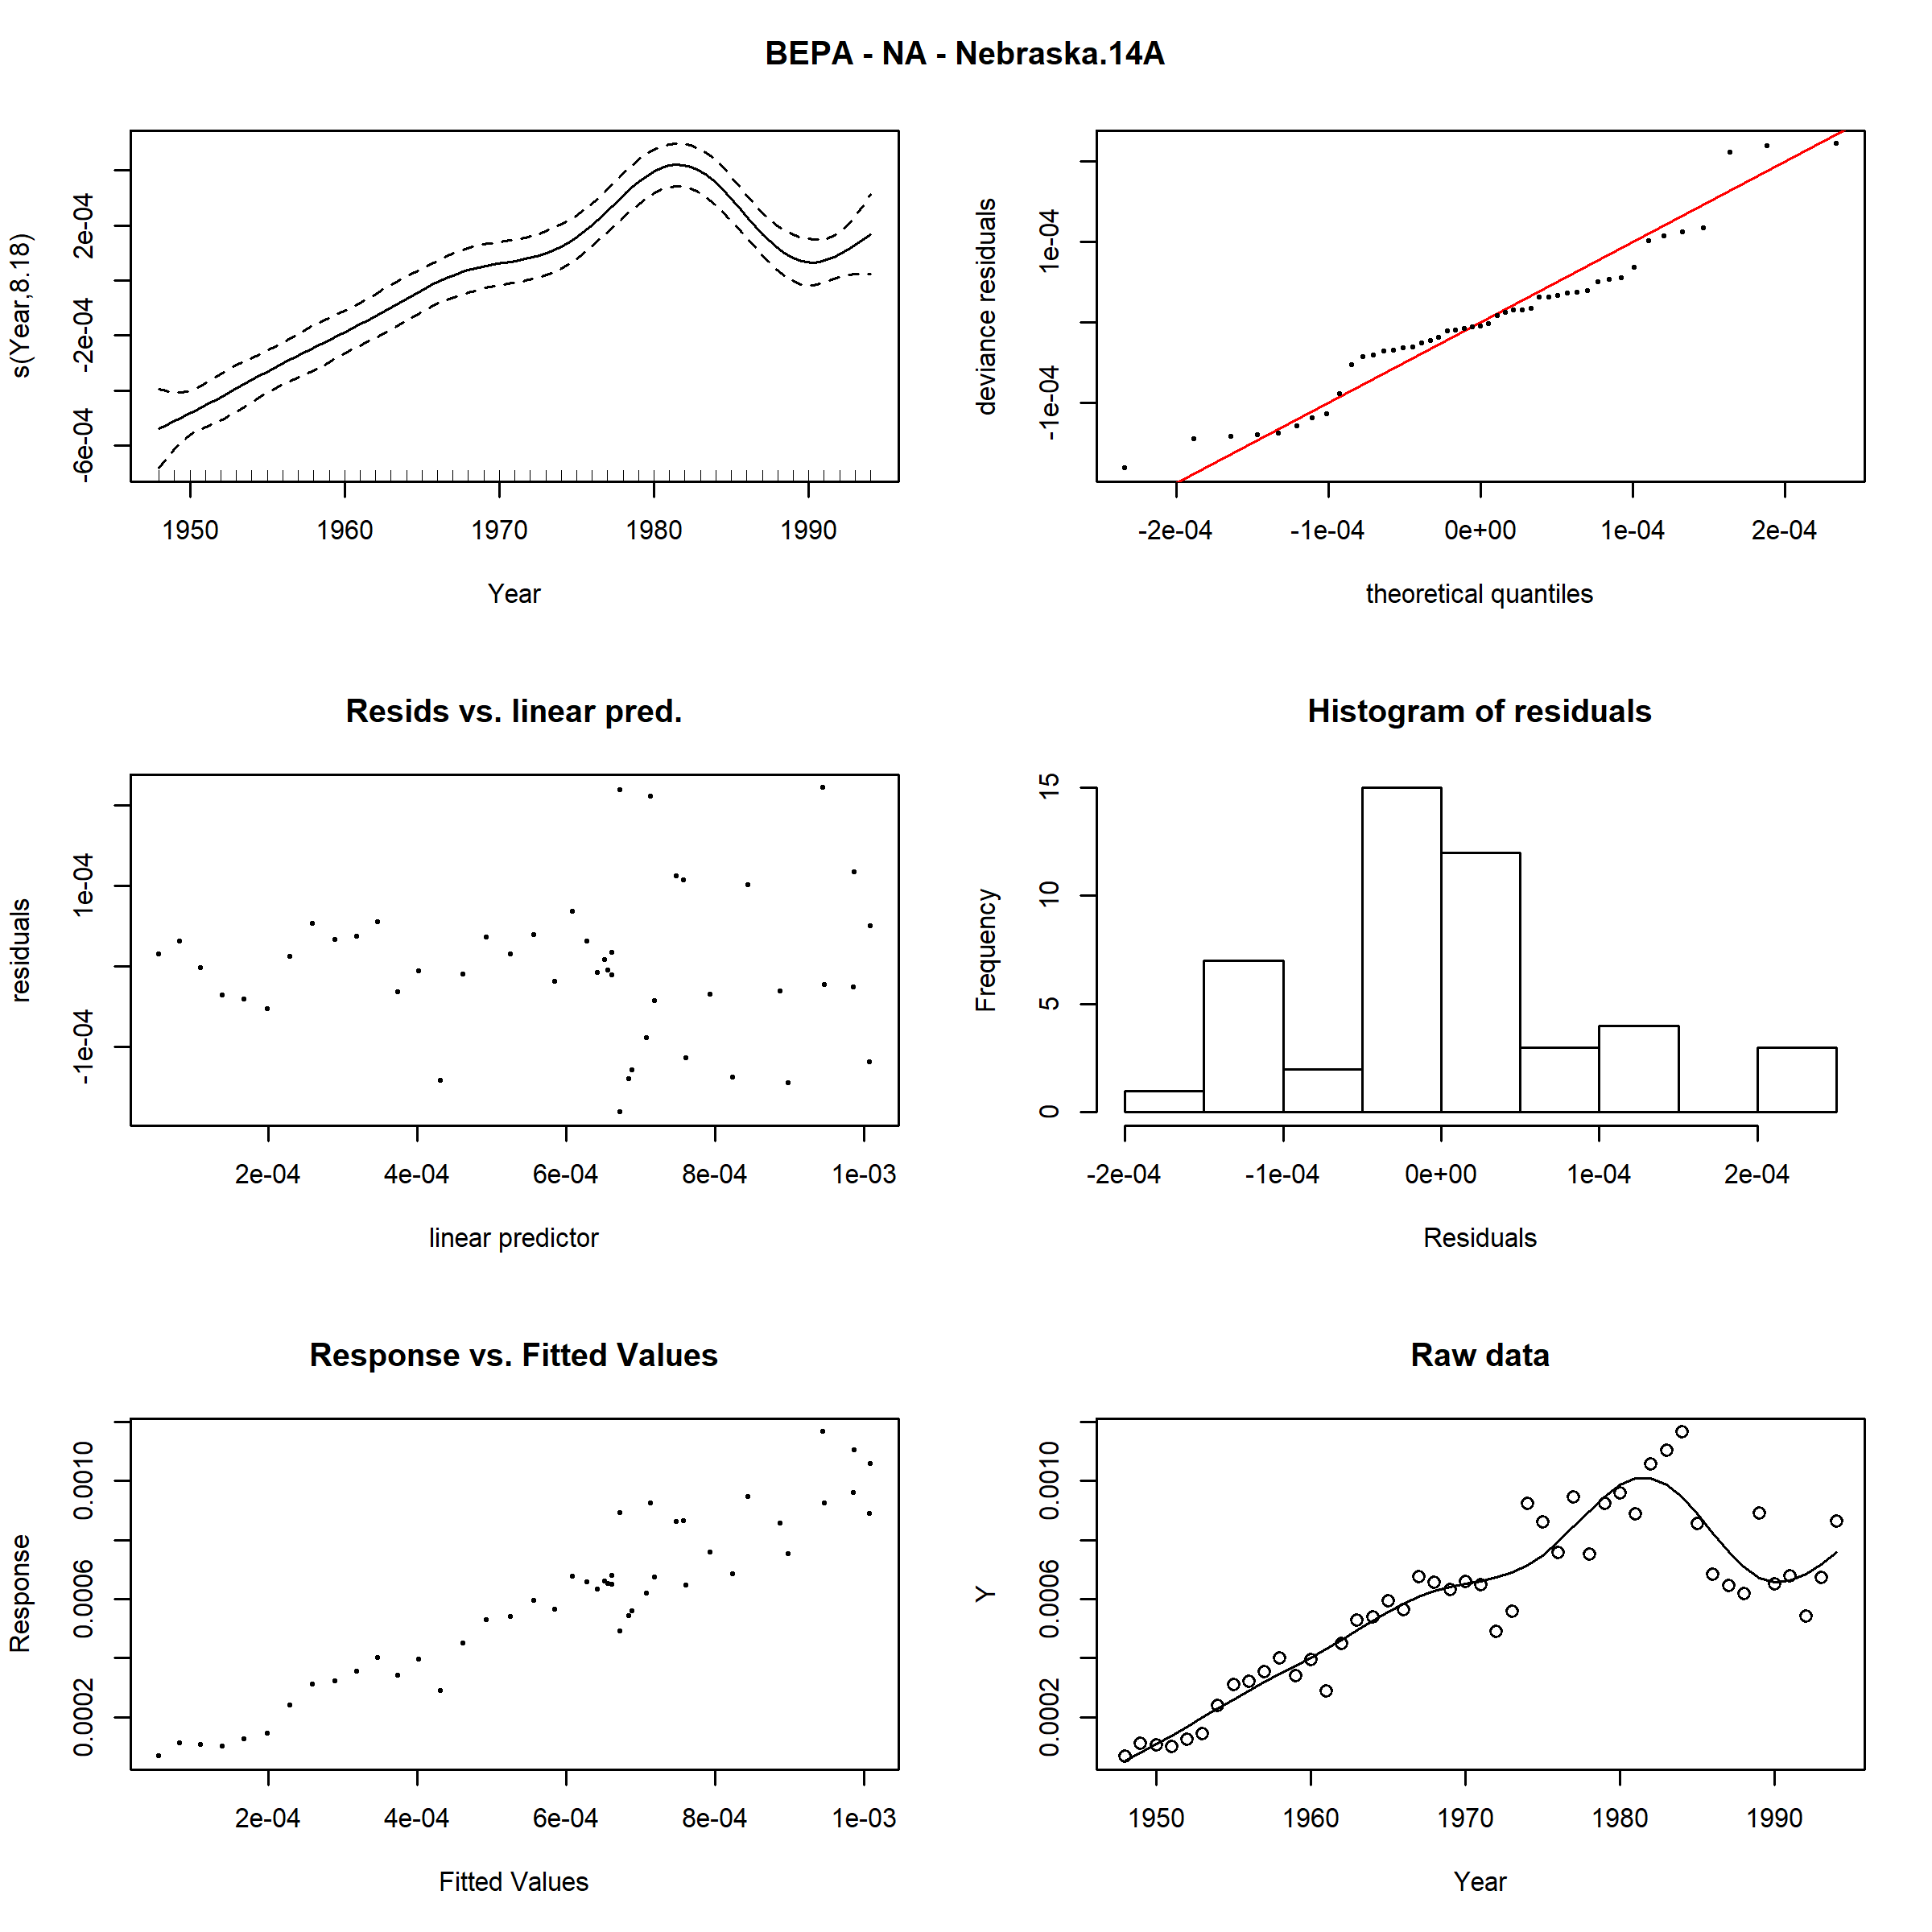 BEPA - NA - Nebraska.14A
s(Year,8.18)
-6e-04 -2e-04 2e-04
1950 1960 1970 1980 1990
Year
deviance residuals
-1e-04 1e-04
-2e-04 -1e-04 0e+00 1e-04 2e-04
theoretical quantiles
Resids vs. linear pred.
residuals
-1e-04 1e-04
2e-04 4e-04 6e-04 8e-04 1e-03
linear predictor
Histogram of residuals
Frequency
0 5 10 15
-2e-04 -1e-04 0e+00 1e-04 2e-04
Residuals
Response vs. Fitted Values
Response
0.0002 0.0006 0.0010
2e-04 4e-04 6e-04 8e-04 1e-03
Fitted Values
Raw data
Y
0.0002 0.0006 0.0010
1950 1960 1970 1980 1990
Year